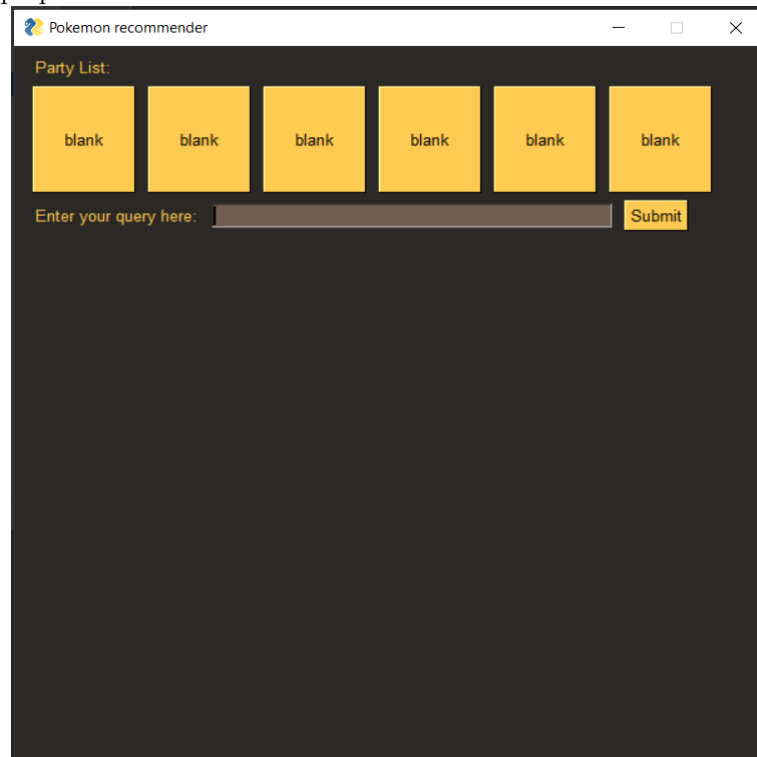 Pokemon recommender
Party List:
blank blank blank blank blank blank
Enter your query here: Submit